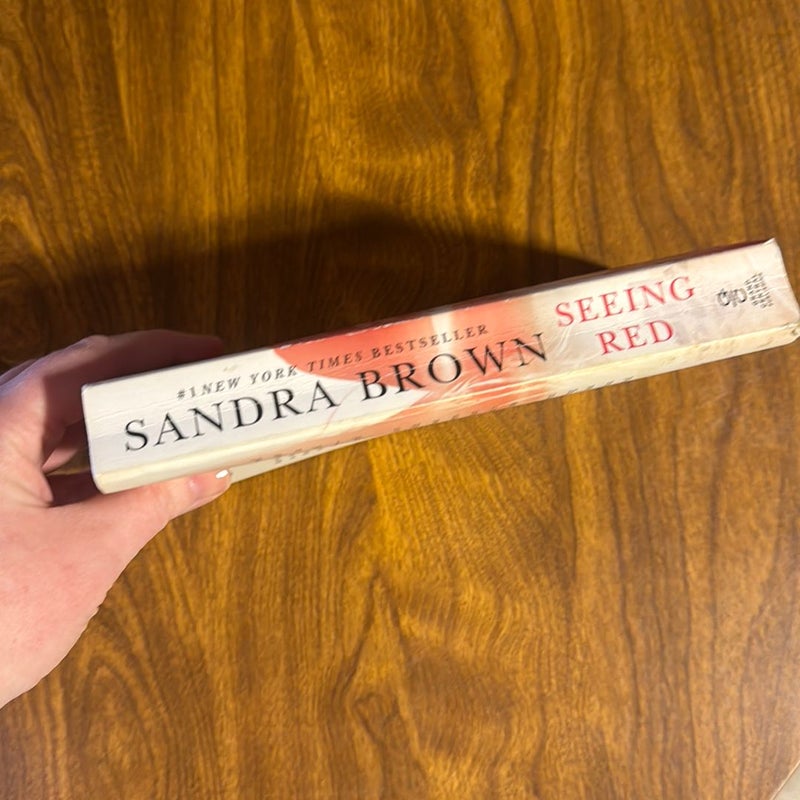 #1 NEW YORK TIMES BESTSELLER
SANDRA BROWN
SEEING
RED